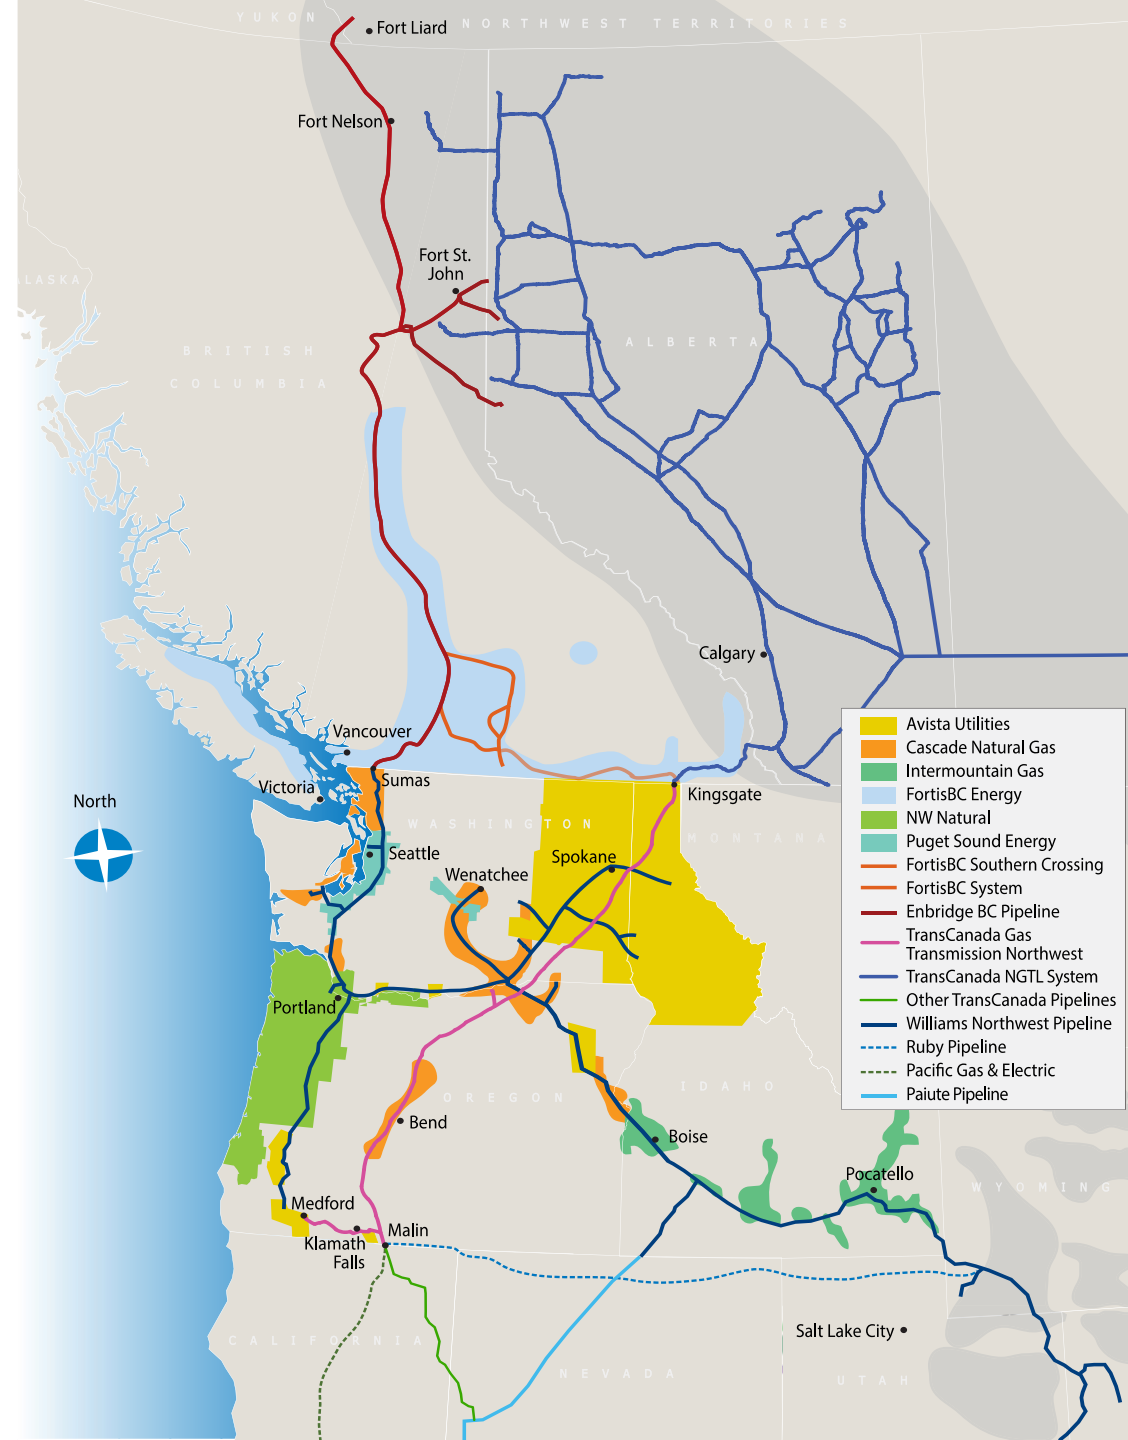 YUKON
NORTHWEST TERRITORIES
Fort Liard
Fort Nelson
Fort St.
John
ALASKA
BRITISH
COLUMBIA
ALBERTA
Calgary
Vancouver
Sumas
Victoria
Kingsgate
North
WASHINGTON
MONTANA
Seattle
Spokane
Wenatchee
Portland
OREGON
IDAHO
Bend
Boise
Pocatello
WYOMING
Medford
Malin
Klamath
Falls
Salt Lake City
CALIFORNIA
NEVADA
UTAH
Avista Utilities
Cascade Natural Gas
Intermountain Gas
FortisBC Energy
NW Natural
Puget Sound Energy
FortisBC Southern Crossing
FortisBC System
Enbridge BC Pipeline
TransCanada Gas
Transmission Northwest
TransCanada NGTL System
Other TransCanada Pipelines
Williams Northwest Pipeline
Ruby Pipeline
Pacific Gas & Electric
Paiute Pipeline